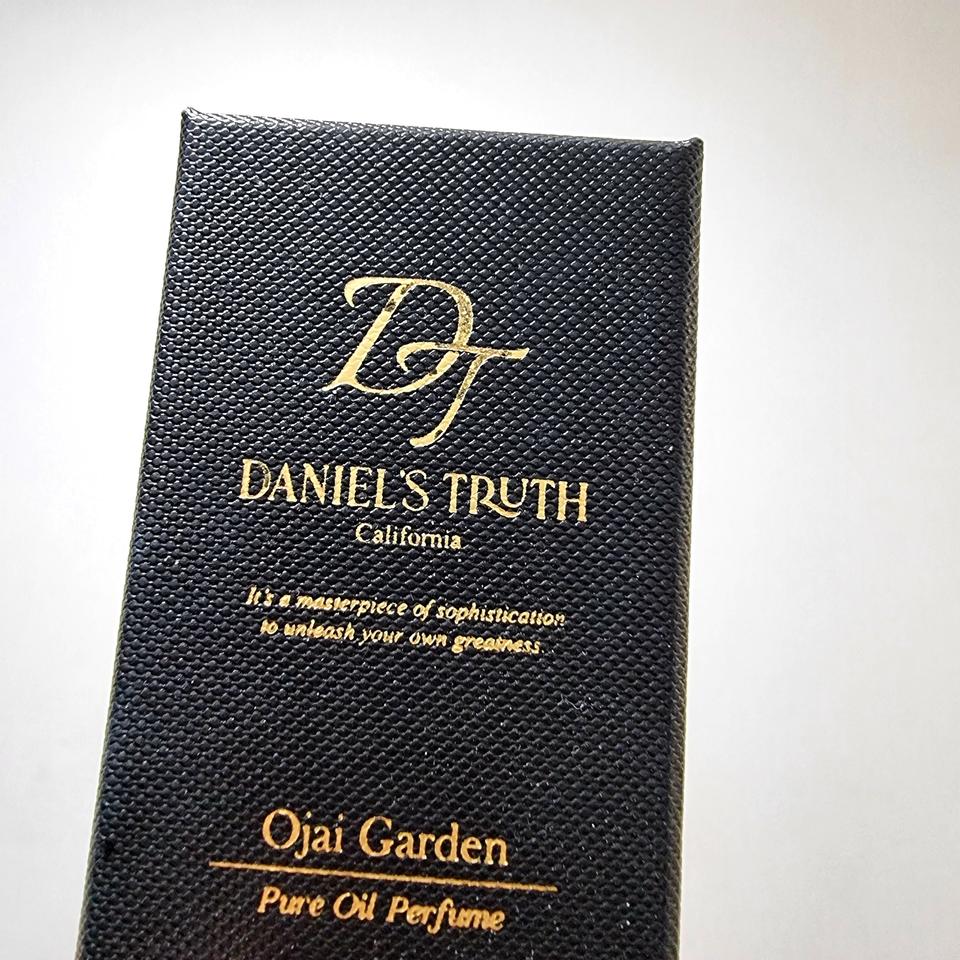 DT
DANIEL'S TRUTH
California
It's a masterpiece of sophistication
to unleash your own greatness
Ojai Garden
Pure Oil Perfume